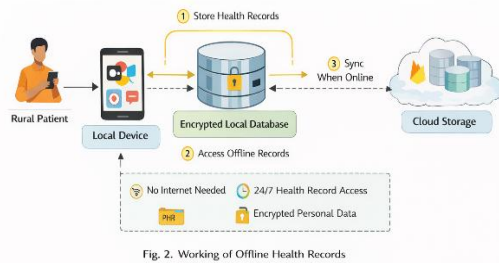 1 Store Health Records
3 Sync
When Online
Rural Patient
Local Device
Encrypted Local Database
Cloud Storage
2 Access Offline Records
No Internet Needed
24/7 Health Record Access
PHR
Encrypted Personal Data
Fig. 2. Working of Offline Health Records